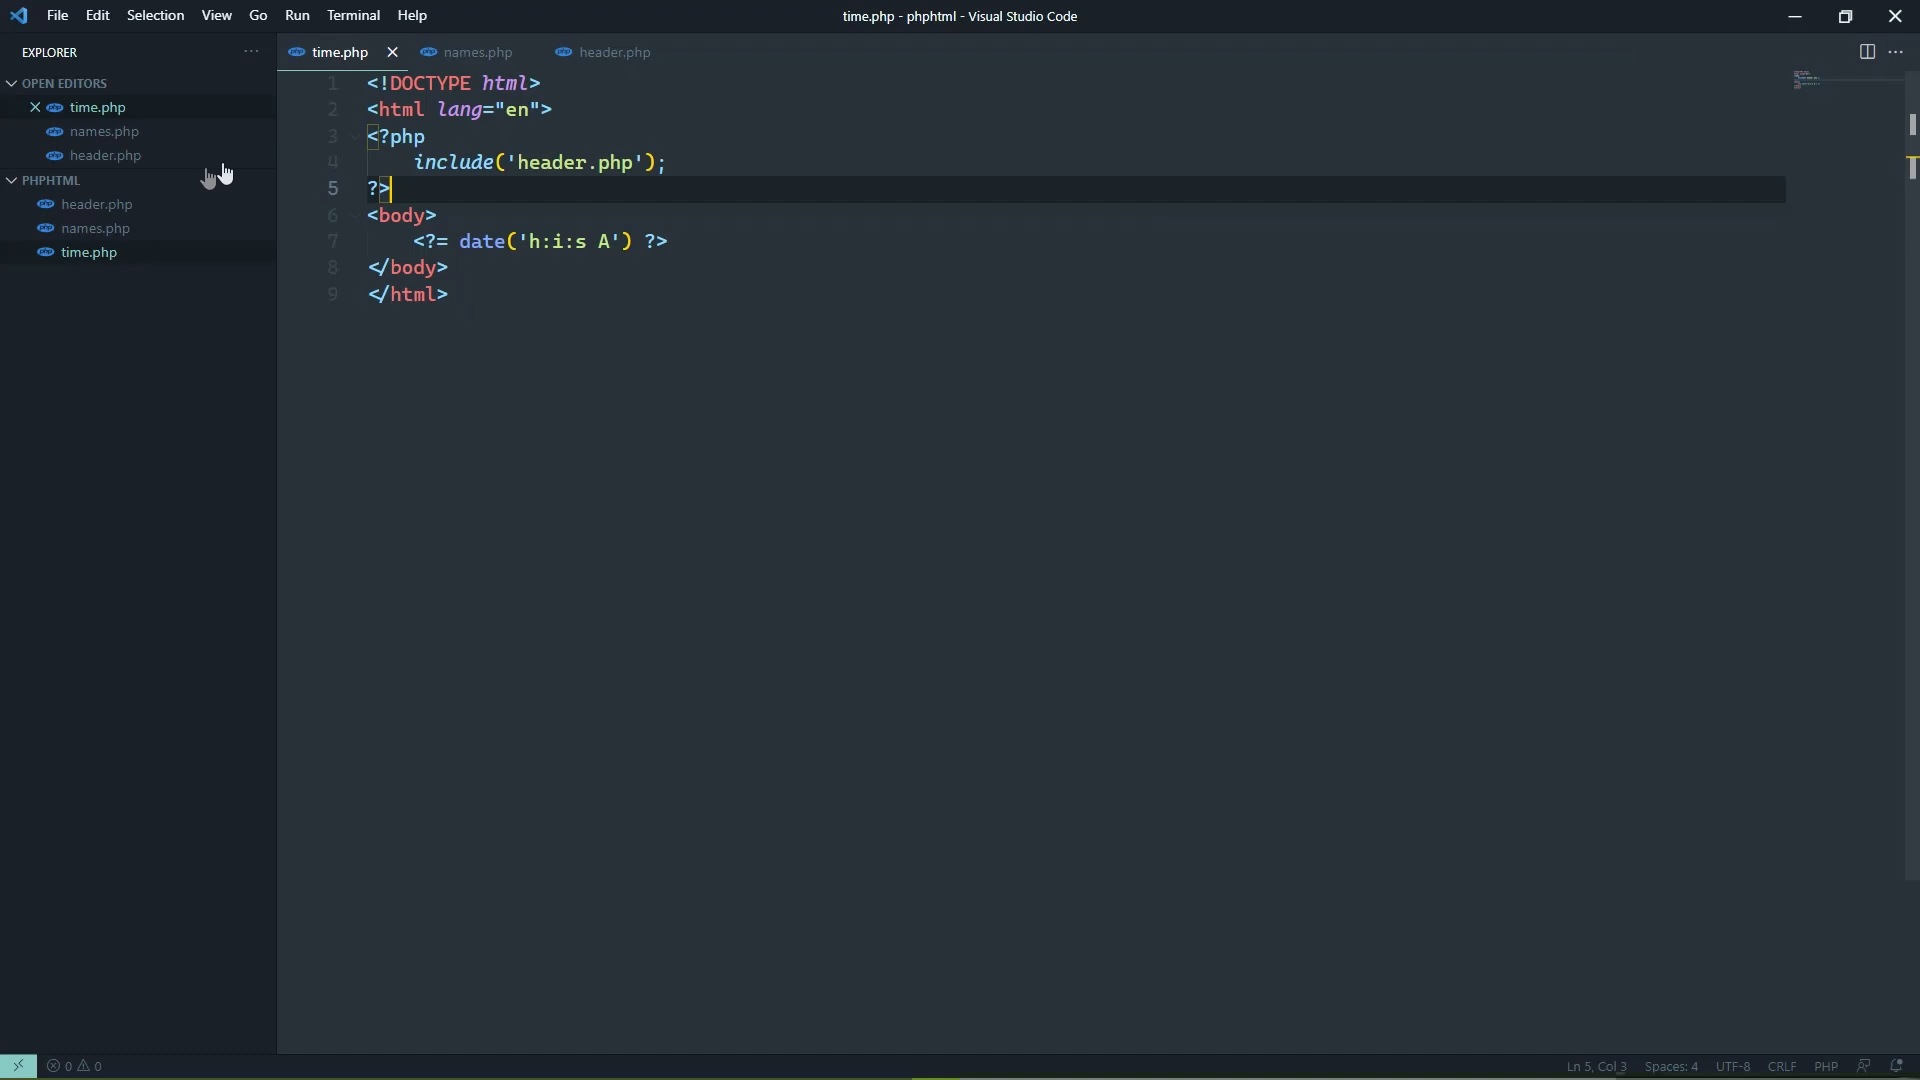 File Edit Selection View Go Run Terminal Help
time.php - phphtml - Visual Studio Code
EXPLORER
OPEN EDITORS
time.php
names.php
header.php
PHPHTML
header.php
names.php
time.php
time.php names.php header.php
1 <!DOCTYPE html>
2 <html lang="en">
3 <?php
4 include('header.php');
5 ?>
6 <body>
7 <?= date('h:i:s A') ?>
8 </body>
9 </html>
0 0
Ln 5, Col 3 Spaces: 4 UTF-8 CRLF PHP